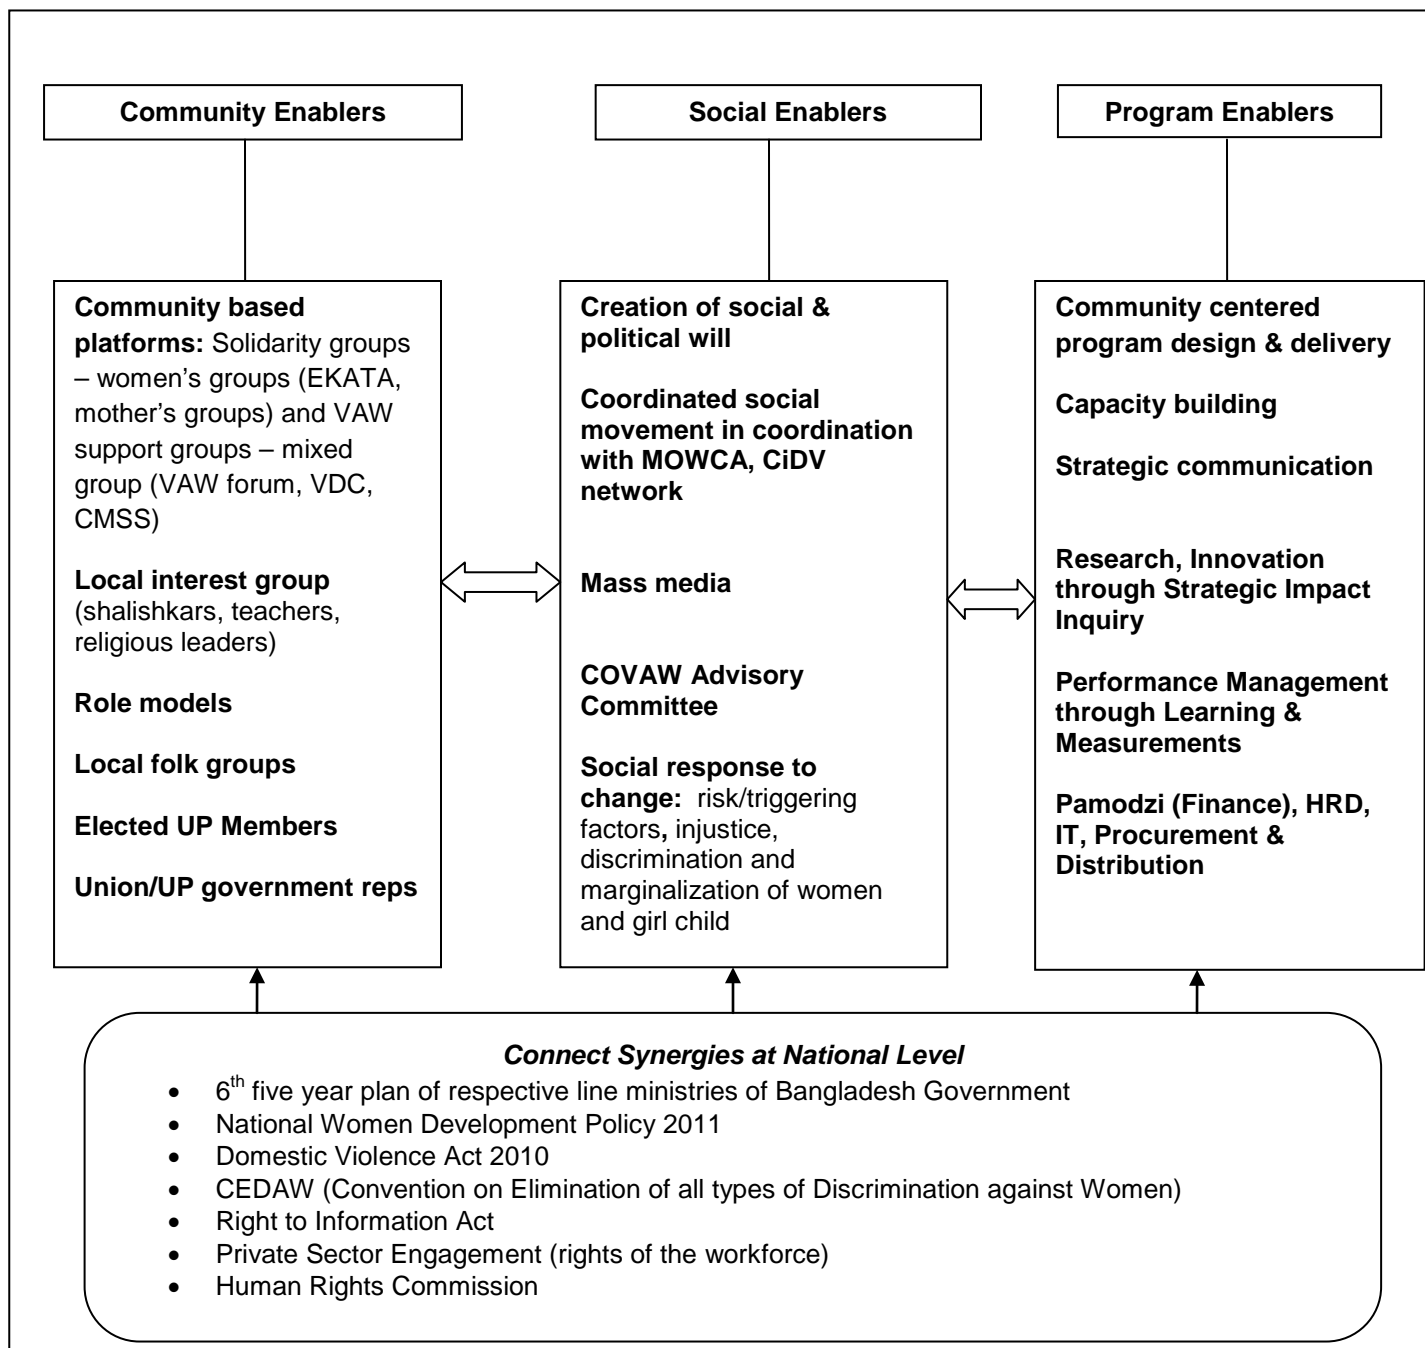 Community Enablers
Social Enablers
Program Enablers
Community based
platforms: Solidarity groups
– women’s groups (EKATA,
mother’s groups) and VAW
support groups – mixed
group (VAW forum, VDC,
CMSS)
Local interest group
(shalishkars, teachers,
religious leaders)
Role models
Local folk groups
Elected UP Members
Union/UP government reps
Creation of social &
political will
Coordinated social
movement in coordination
with MOWCA, CiDV
network
Mass media
COVAW Advisory
Committee
Social response to
change: risk/triggering
factors, injustice,
discrimination and
marginalization of women
and girl child
Community centered
program design & delivery
Capacity building
Strategic communication
Research, Innovation
through Strategic Impact
Inquiry
Performance Management
through Learning &
Measurements
Pamodzi (Finance), HRD,
IT, Procurement &
Distribution
Connect Synergies at National Level
• 6th five year plan of respective line ministries of Bangladesh Government
• National Women Development Policy 2011
• Domestic Violence Act 2010
• CEDAW (Convention on Elimination of all types of Discrimination against Women)
• Right to Information Act
• Private Sector Engagement (rights of the workforce)
• Human Rights Commission